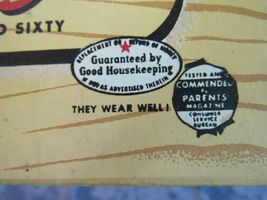 D SIXTY
REPLACEMENT OR A REFUND OF MONEY
★
Guaranteed by
Good Housekeeping
IF NOT AS ADVERTISED THEREIN
THEY WEAR WELL!
TESTED AND
COMMENDED
by
PARENTS'
MAGAZINE
CONSUMER
SERVICE
BUREAU